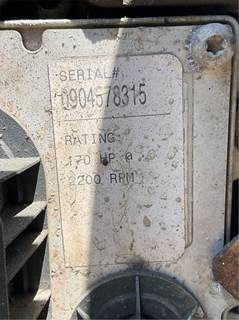 SERIAL#:
0904578315
RATING:
170 HP @
2200 RPM